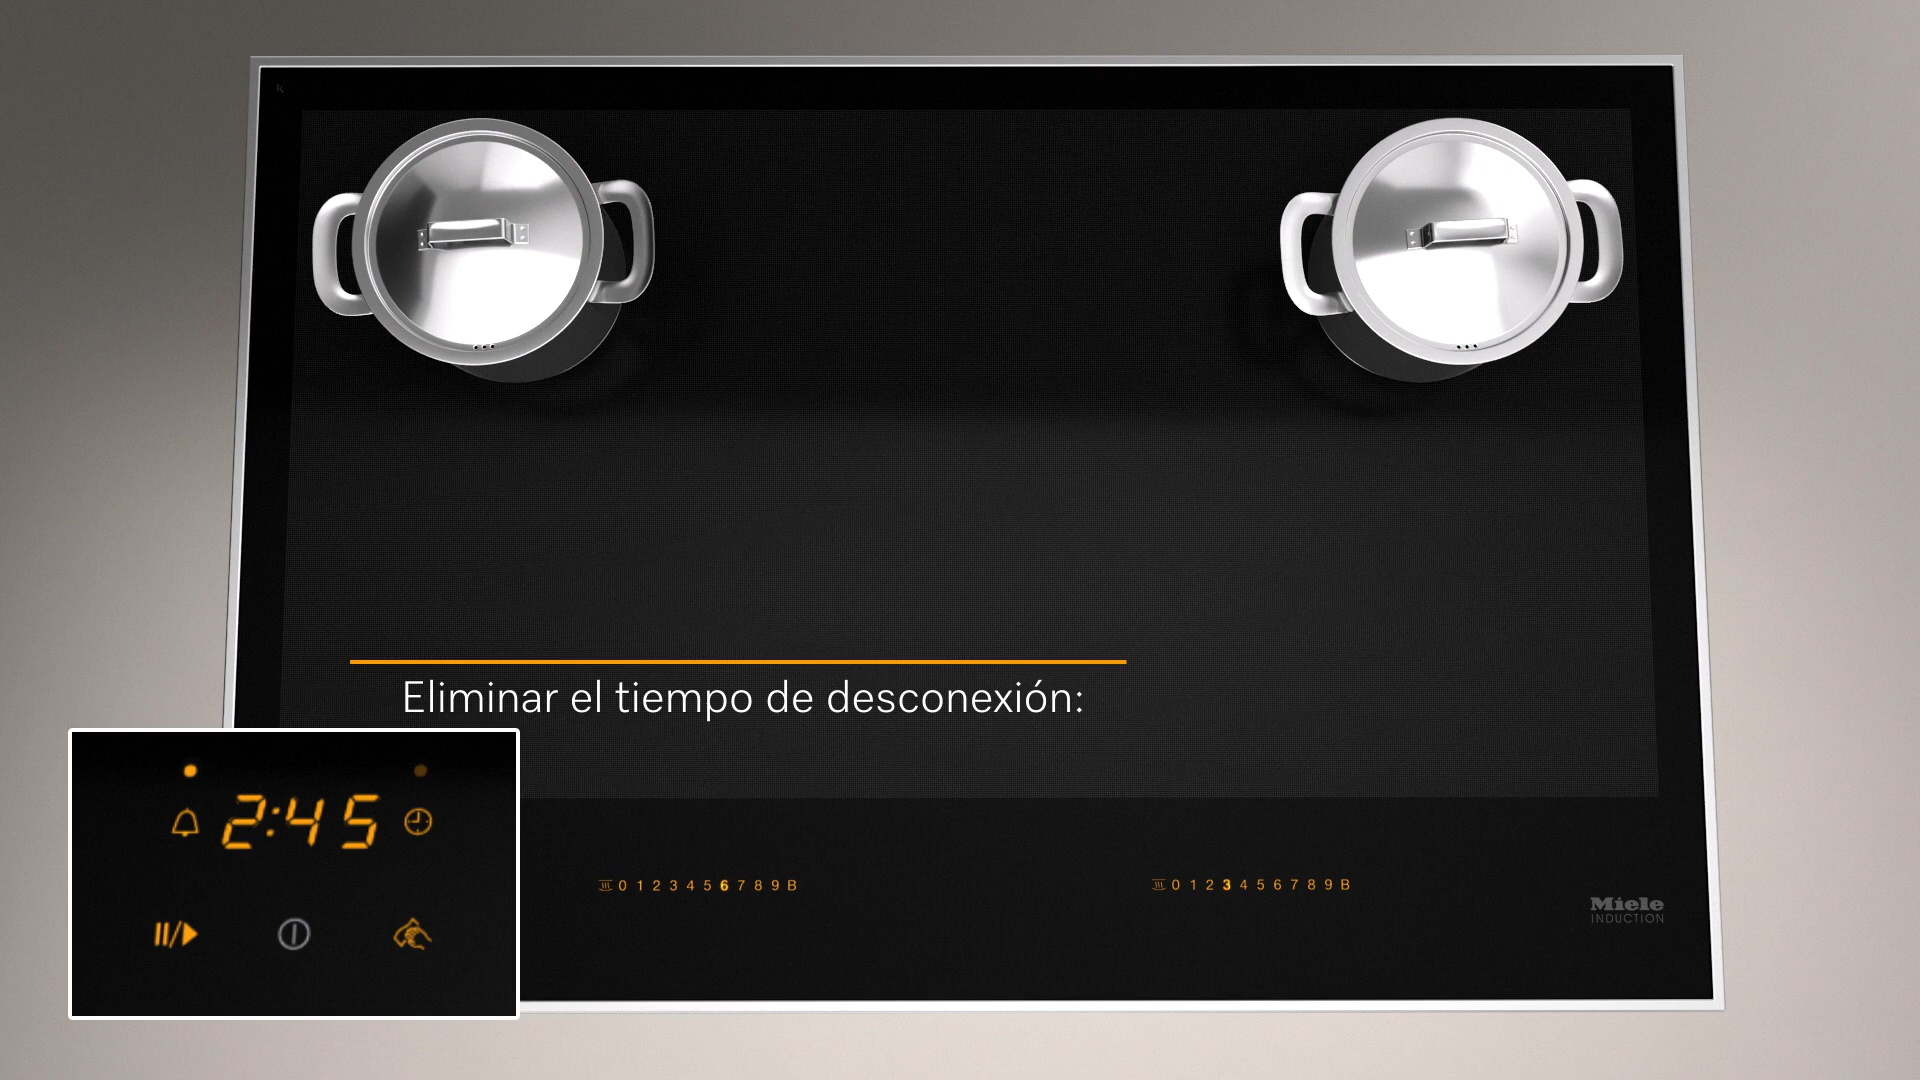 Eliminar el tiempo de desconexión:
2:45
0 1 2 3 4 5 6 7 8 9 B
0 1 2 3 4 5 6 7 8 9 B
Miele
INDUCTION